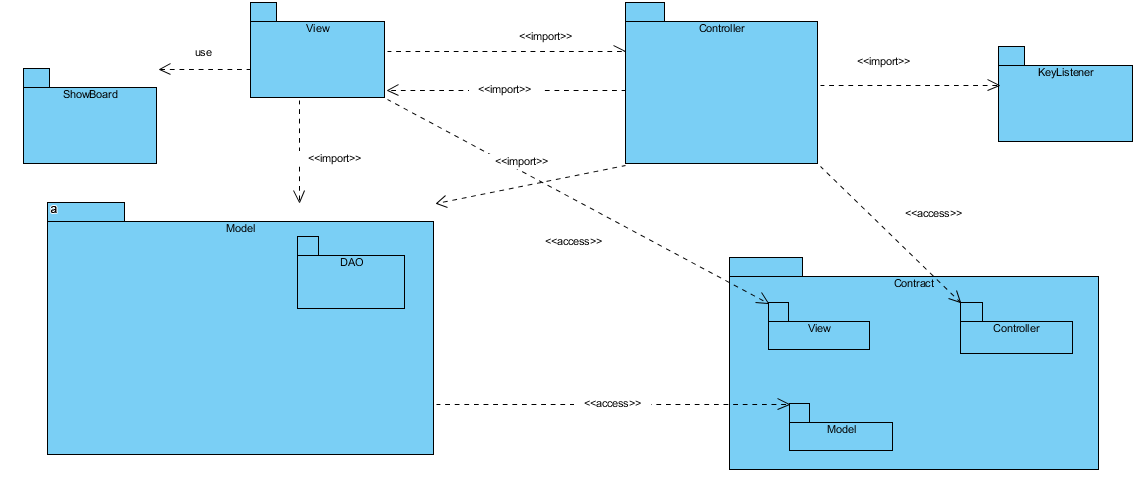 View
Controller
<<import>>
use
<<import>>
KeyListener
<<import>>
ShowBoard
<<import>>
<<import>>
a
<<access>>
Model
<<access>>
DAO
Contract
View
Controller
<<access>>
Model